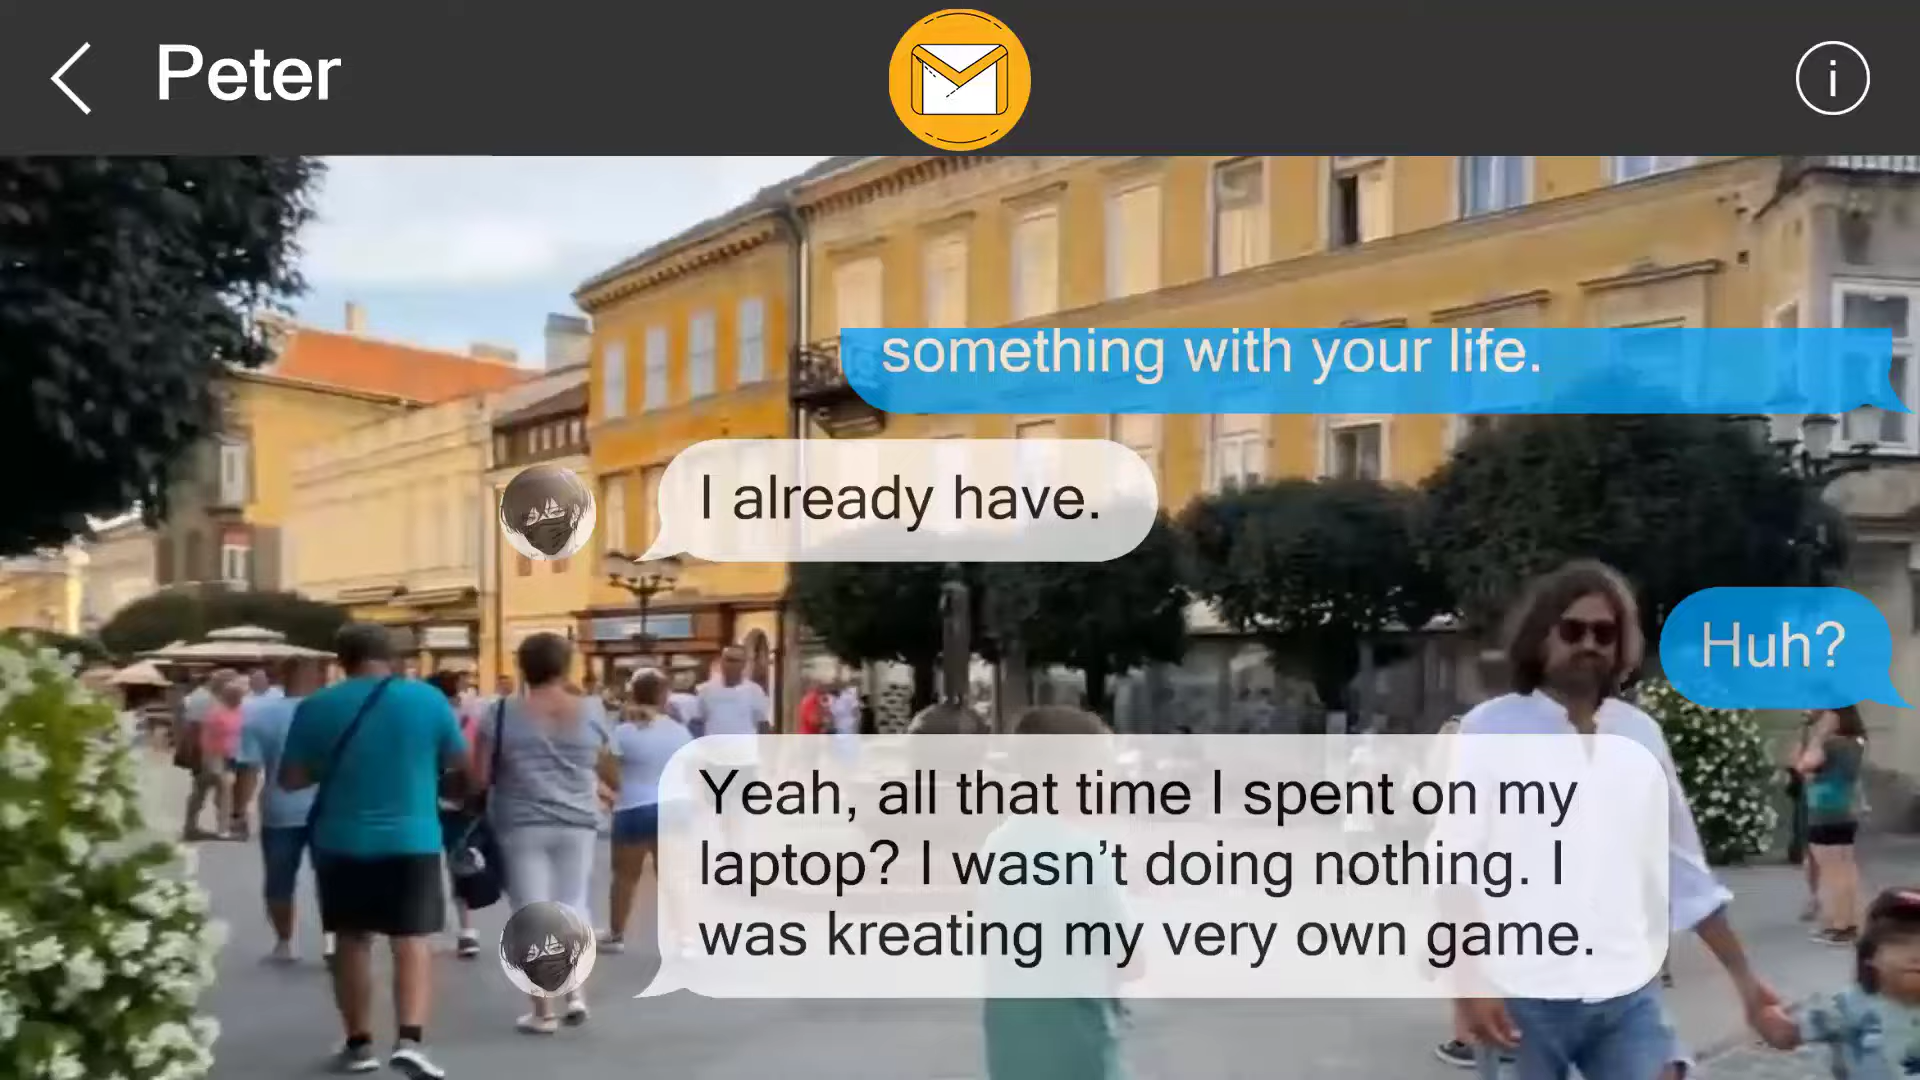 Peter
i
something with your life.
I already have.
Huh?
Yeah, all that time I spent on my
laptop? I wasn’t doing nothing. I
was kreating my very own game.